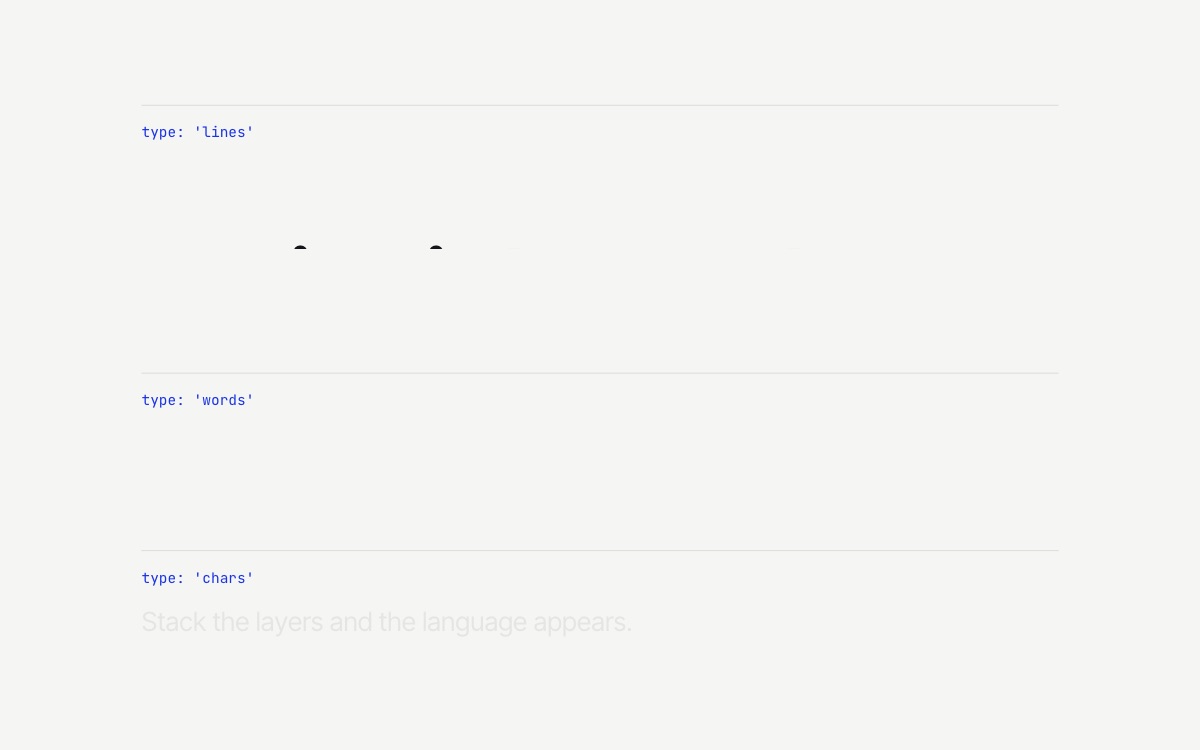 type: 'lines'
type: 'words'
type: 'chars'
Stack the layers and the language appears.